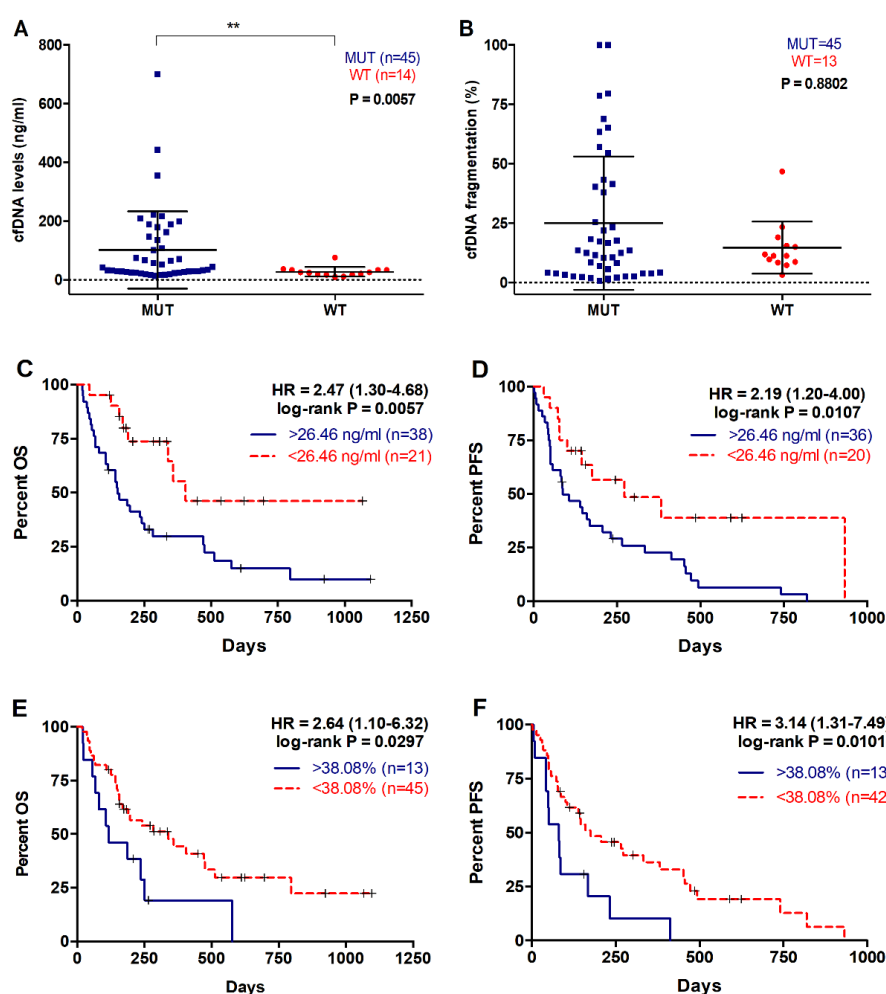 A
**
MUT (n=45)
WT (n=14)
P = 0.0057
cfDNA levels (ng/ml)
800
600
400
200
0
MUT
WT
B
MUT=45
WT=13
P = 0.8802
cfDNA fragmentation (%)
100
75
50
25
0
MUT
WT
C
HR = 2.47 (1.30-4.68)
log-rank P = 0.0057
>26.46 ng/ml (n=38)
<26.46 ng/ml (n=21)
Percent OS
100
75
50
25
0
0 250 500 750 1000 1250
Days
D
HR = 2.19 (1.20-4.00)
log-rank P = 0.0107
>26.46 ng/ml (n=36)
<26.46 ng/ml (n=20)
Percent PFS
100
75
50
25
0
0 250 500 750 1000
Days
E
HR = 2.64 (1.10-6.32)
log-rank P = 0.0297
>38.08% (n=13)
<38.08% (n=45)
Percent OS
100
75
50
25
0
0 250 500 750 1000 1250
Days
F
HR = 3.14 (1.31-7.49)
log-rank P = 0.0101
>38.08% (n=13
<38.08% (n=42
Percent PFS
100
75
50
25
0
0 250 500 750 1000
Days